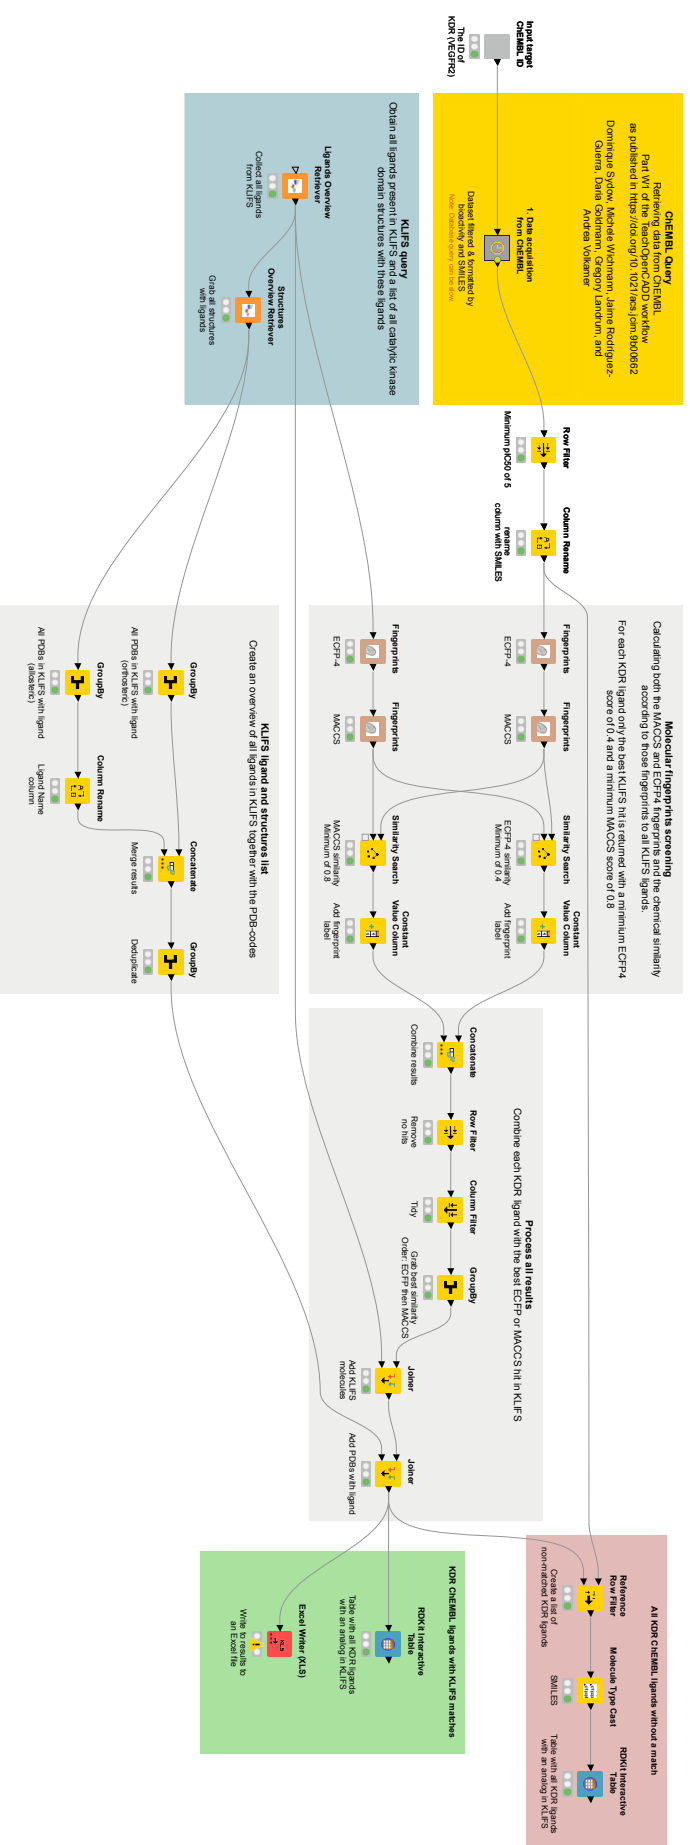 Input target
ChEMBL ID
The ID of
KDR (VEGFR2)
ChEMBL Query
Retrieving data from ChEMBL
Part W1 of the TeachOpenCADD workflow
as published in https://doi.org/10.1021/acs.jcim.9b00662
Dominique Sydow, Michele Wichmann, Jaime Rodríguez-
Guerra, Daria Goldmann, Gregory Landrum, and
Andrea Volkamer
1. Data acquisition
from ChEMBL
Dataset filtered & formatted by
bioactivity and SMILES
Note: Database query can be slow.
KLIFS query
Obtain all ligands present in KLIFS and a list of all catalytic kinase
domain structures with these ligands
Ligands Overview
Retriever
Collect all ligands
from KLIFS
Structures
Overview Retriever
Grab all structures
with ligands
Row Filter
Minimum pIC50 of 5
Column Rename
rename
column with SMILES
Molecular fingerprints screening
Calculating both the MACCS and ECFP4 fingerprints and the chemical similarity
according to those fingerprints to all KLIFS ligands.
For each KDR ligand only the best KLIFS hit is returned with a minimium ECFP4
score of 0.4 and a minimum MACCS score of 0.8
Fingerprints
ECFP-4
Fingerprints
MACCS
Similarity Search
ECFP-4 similarity
Minimum of 0.4
Constant
Value Column
Add fingerprint
label
Fingerprints
ECFP-4
Fingerprints
MACCS
Similarity Search
MACCS similarity
Minimum of 0.8
Constant
Value Column
Add fingerprint
label
KLIFS ligand and structures list
Create an overview of all ligands in KLIFS together with the PDB-codes
GroupBy
All PDBs in KLIFS with ligand
(orthosteric)
GroupBy
All PDBs in KLIFS with ligand
(allosteric)
Column Rename
Ligand Name
column
Concatenate
Merge results
GroupBy
Deduplicate
Process all results
Combine each KDR ligand with the best ECFP or MACCS hit in KLIFS
Concatenate
Combine results
Row Filter
Remove
no hits
Column Filter
Tidy
GroupBy
Grab best similarity
Order: ECFP then MACCS
Joiner
Add KLIFS
molecules
Joiner
Add PDBs with ligand
All KDR ChEMBL ligands without a match
Reference
Row Filter
Create a list of
non-matched KDR ligands
Molecule Type Cast
SMILES
RDKit Interactive
Table
Table with all KDR ligands
with an analog in KLIFS
KDR ChEMBL ligands with KLIFS matches
RDKit Interactive
Table
Table with all KDR ligands
with an analog in KLIFS
Excel Writer (XLS)
XLS
Write to results to
an Excel file